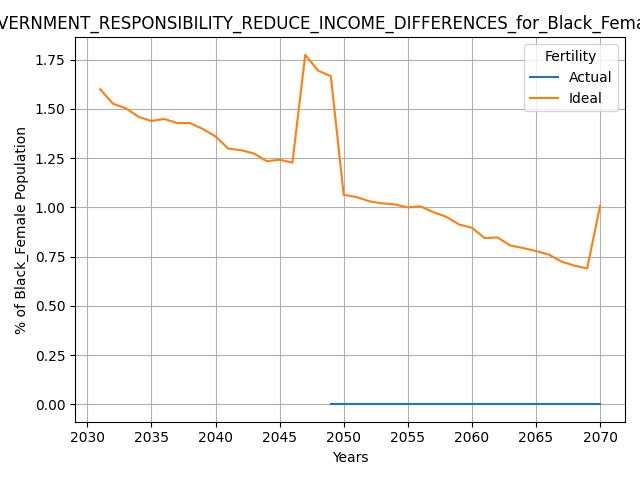 VERNMENT_RESPONSIBILITY_REDUCE_INCOME_DIFFERENCES_for_Black_Fema
Fertility
Actual
Ideal
% of Black_Female Population
1.75
1.50
1.25
1.00
0.75
0.50
0.25
0.00
2030 2035 2040 2045 2050 2055 2060 2065 2070
Years